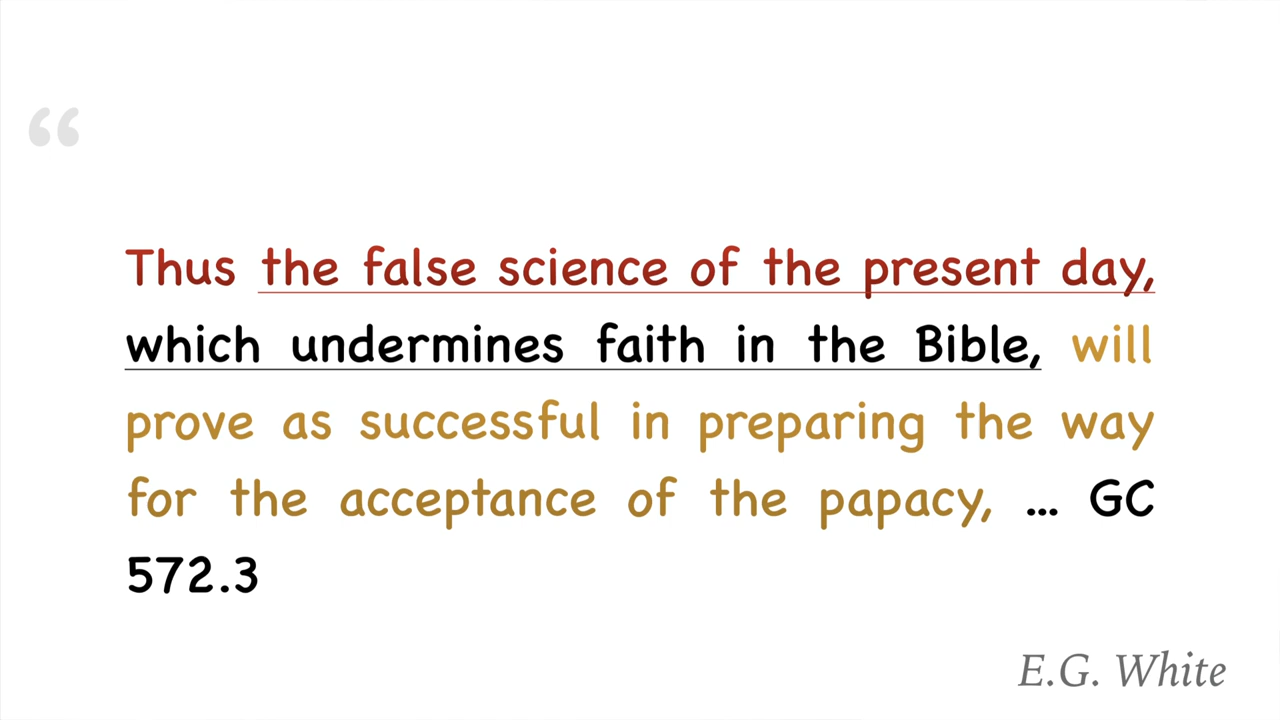 “
Thus the false science of the present day,
which undermines faith in the Bible, will
prove as successful in preparing the way
for the acceptance of the papacy, ... GC
572.3
E.G. White